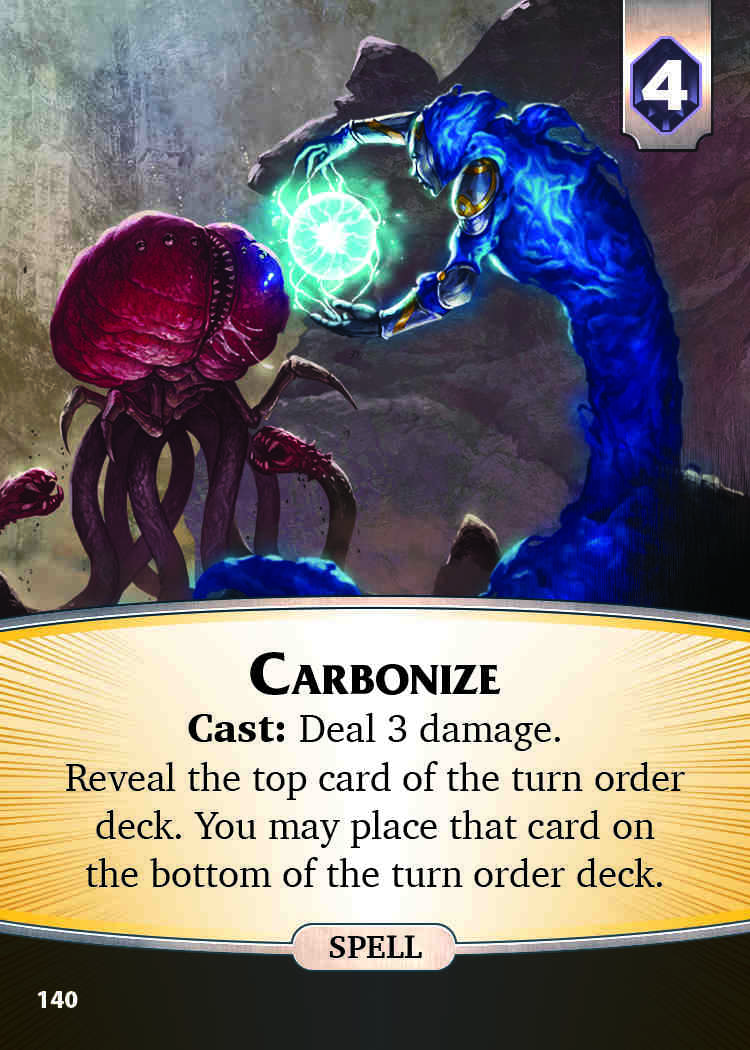 4
Carbonize
Cast: Deal 3 damage.
Reveal the top card of the turn order
deck. You may place that card on
the bottom of the turn order deck.
SPELL
140